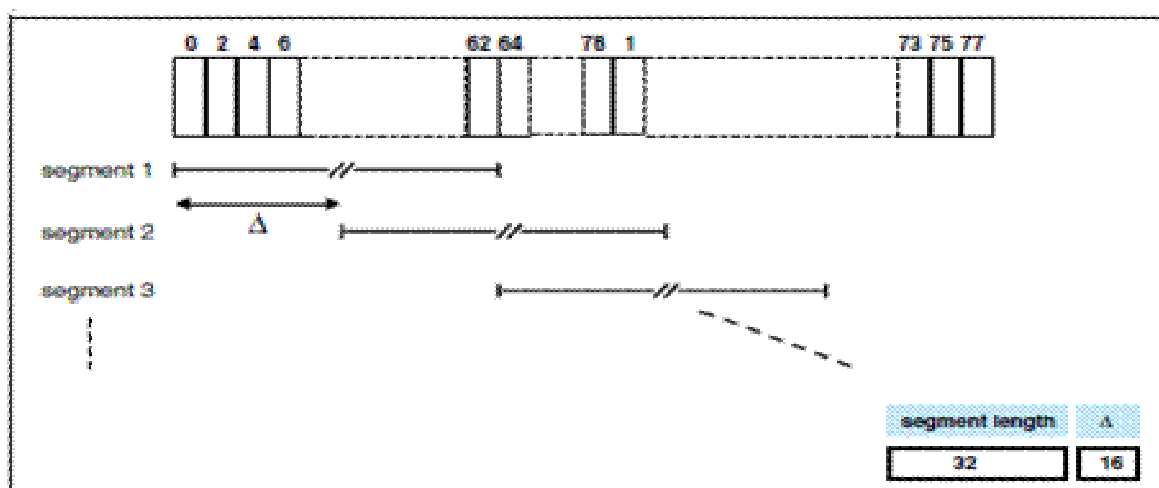 0 2 4 6 62 64 76 1 73 75 77
segment 1
Δ
segment 2
segment 3
segment length Δ
32 16